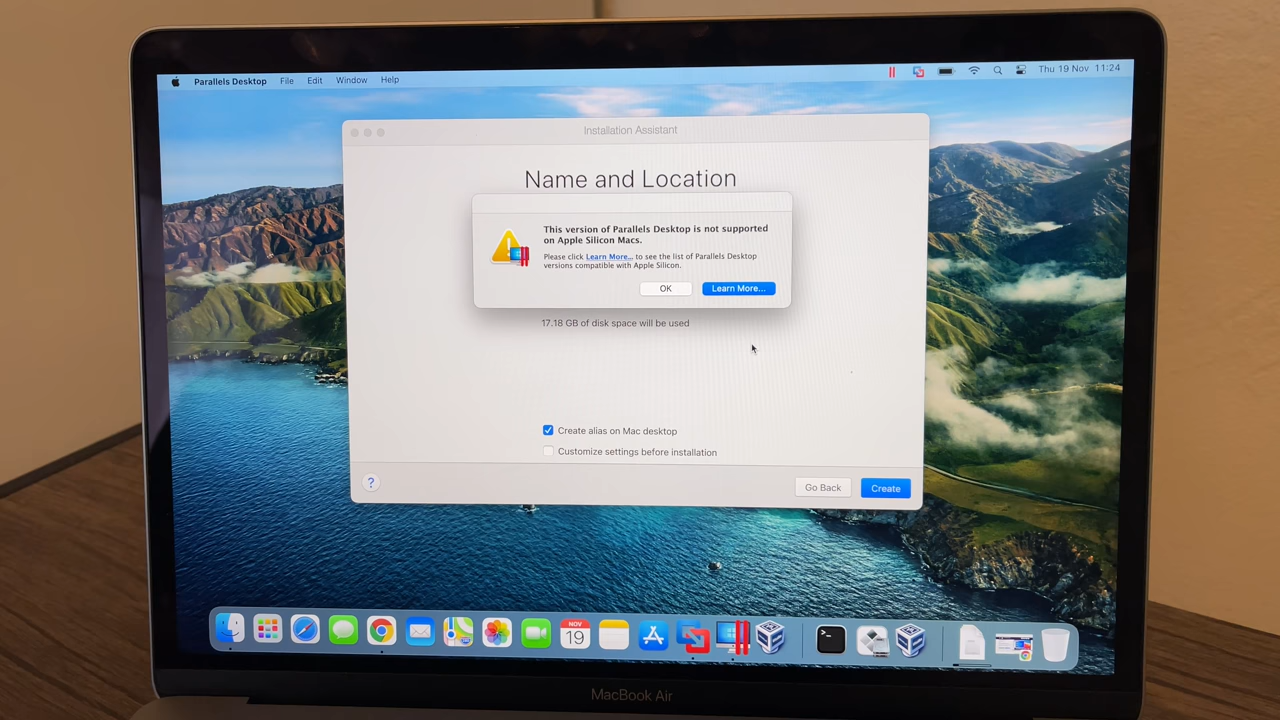 Parallels Desktop File Edit Window Help Thu 19 Nov 11:24
Installation Assistant
Name and Location
This version of Parallels Desktop is not supported
on Apple Silicon Macs.
Please click Learn More... to see the list of Parallels Desktop
versions compatible with Apple Silicon.
OK Learn More...
17.18 GB of disk space will be used
Create alias on Mac desktop
Customize settings before installation
? Go Back Create
NOV
19
MacBook Air